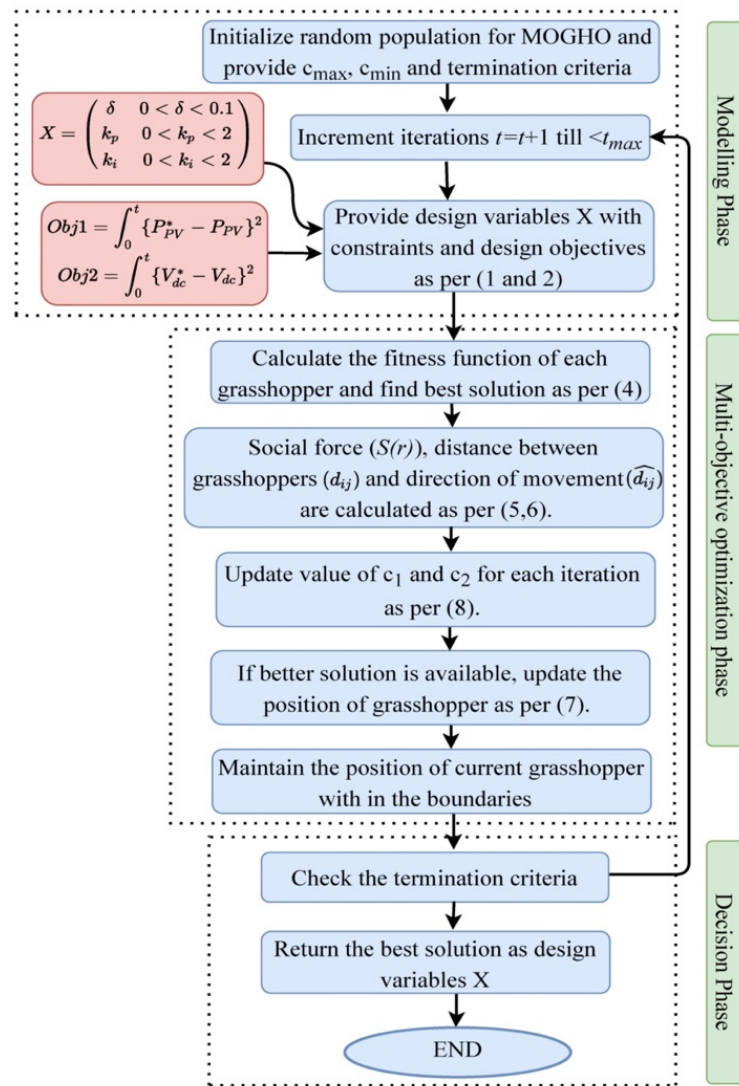 Initialize random population for MOGHO and
provide c_max, c_min and termination criteria
X = ( δ 0 < δ < 0.1
k_p 0 < k_p < 2
k_i 0 < k_i < 2 )
Increment iterations t=t+1 till <t_max
Obj1 = ∫_0^t {P*_PV − P_PV}²
Obj2 = ∫_0^t {V*_dc − V_dc}²
Provide design variables X with
constraints and design objectives
as per (1 and 2)
Modelling Phase
Calculate the fitness function of each
grasshopper and find best solution as per (4)
Social force (S(r)), distance between
grasshoppers (d_ij) and direction of movement(\widehat{d_ij})
are calculated as per (5,6).
Update value of c_1 and c_2 for each iteration
as per (8).
If better solution is available, update the
position of grasshopper as per (7).
Maintain the position of current grasshopper
with in the boundaries
Multi-objective optimization phase
Check the termination criteria
Return the best solution as design
variables X
END
Decision Phase